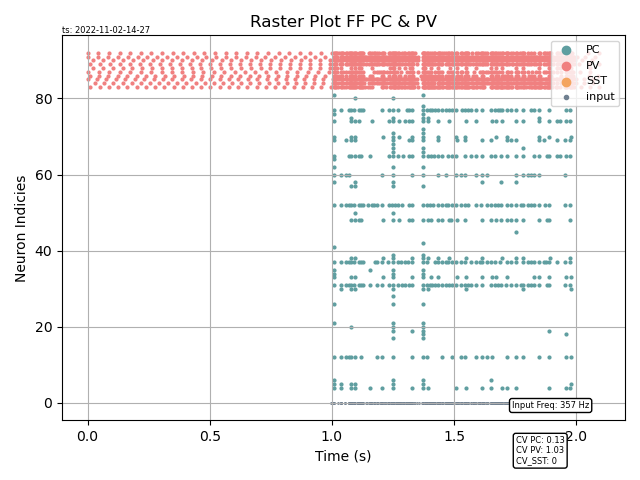 Raster Plot FF PC & PV
ts: 2022-11-02-14-27
PC
PV
SST
input
80
60
40
20
0
Neuron Indicies
Input Freq: 357 Hz
0.0 0.5 1.0 1.5 2.0
Time (s)
CV PC: 0.13
CV PV: 1.03
CV_SST: 0